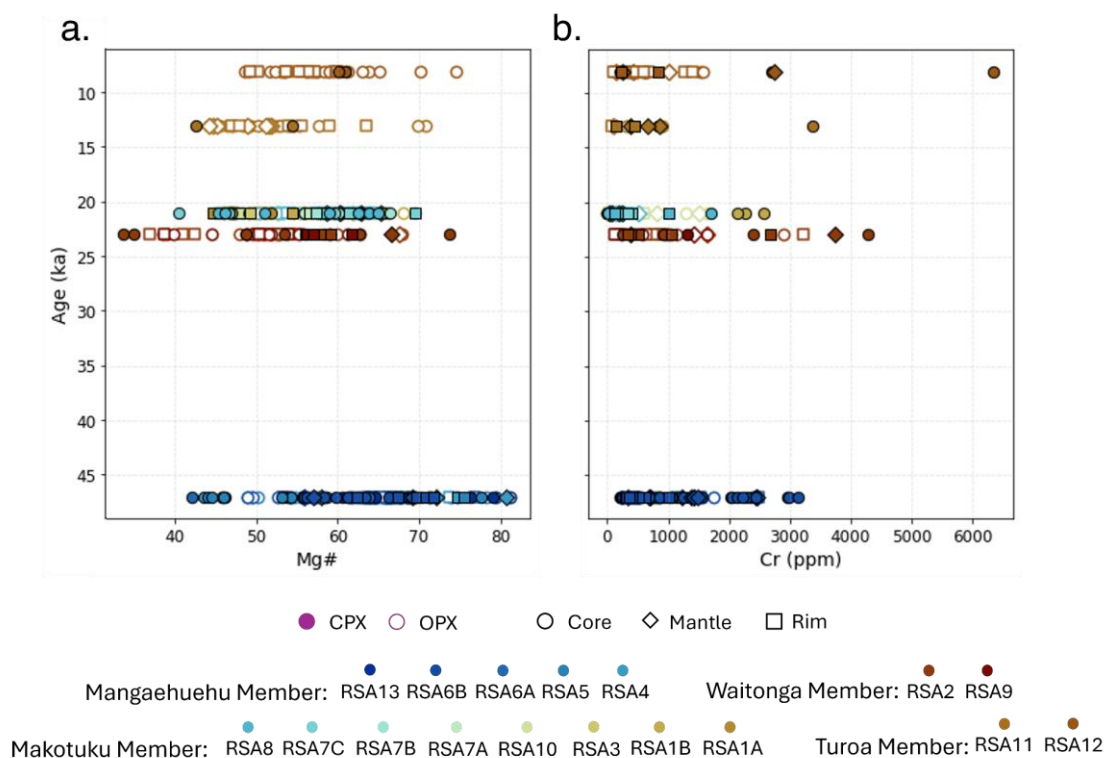 a.
b.
10
15
20
25
30
35
40
45
Age (ka)
40 50 60 70 80
Mg#
0 1000 2000 3000 4000 5000 6000
Cr (ppm)
CPX OPX Core Mantle Rim
Mangaehuehu Member: RSA13 RSA6B RSA6A RSA5 RSA4
Waitonga Member: RSA2 RSA9
Makotuku Member: RSA8 RSA7C RSA7B RSA7A RSA10 RSA3 RSA1B RSA1A
Turoa Member: RSA11 RSA12